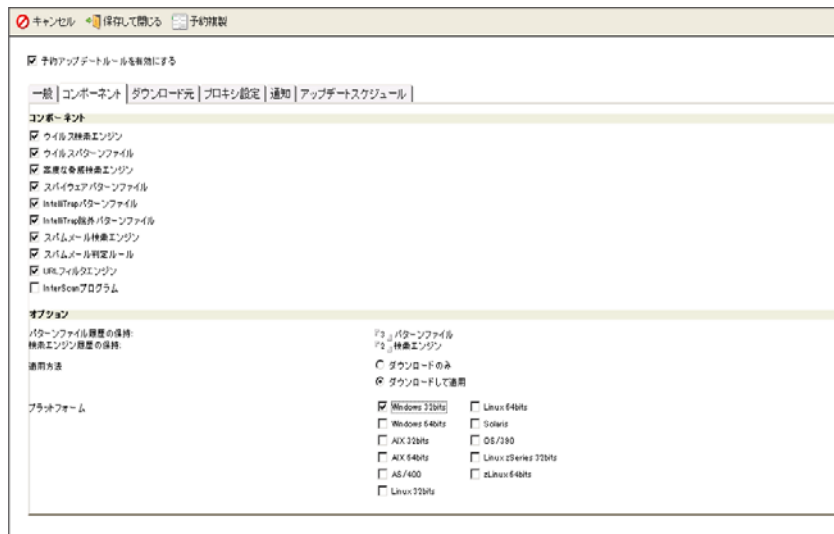 キャンセル 保存して閉じる 予約複製
予約アップデートルールを有効にする
一般 コンポーネント ダウンロード元 プロキシ設定 通知 アップデートスケジュール
コンポーネント
ウイルス検索エンジン
ウイルスパターンファイル
高度な脅威検索エンジン
スパイウェアパターンファイル
IntelliTrapパターンファイル
IntelliTrap除外パターンファイル
スパムメール検索エンジン
スパムメール判定ルール
URLフィルタエンジン
InterScanプログラム
オプション
パターンファイル履歴の保持: 『3』パターンファイル
検索エンジン履歴の保持: 『2』検索エンジン
適用方法 ダウンロードのみ
ダウンロードして適用
プラットフォーム Windows 32bits Linux 64bits
Windows 64bits Solaris
AIX 32bits OS/390
AIX 64bits Linux zSeries 32bits
AS/400 zLinux 64bits
Linux 32bits